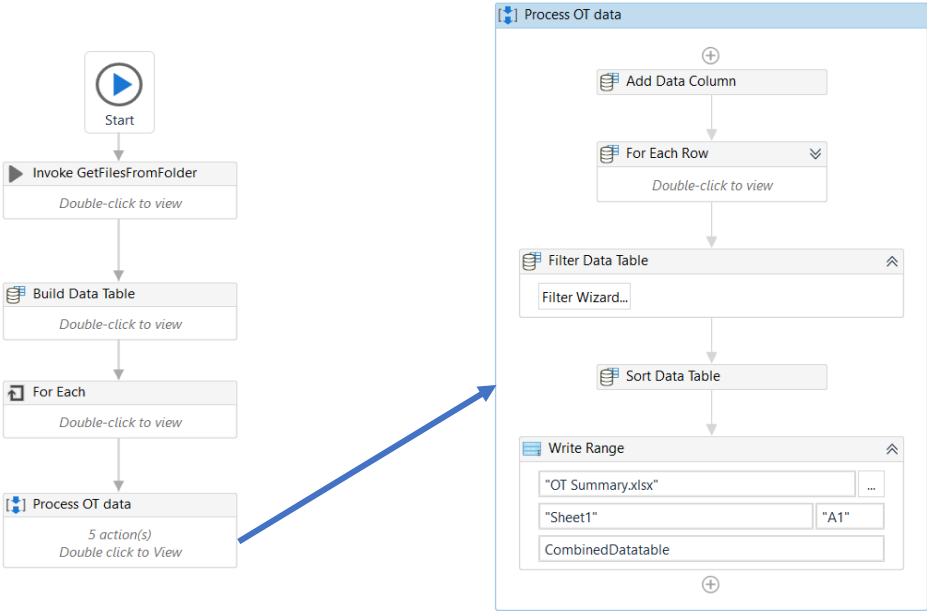 Start
Invoke GetFilesFromFolder
Double-click to view
Build Data Table
Double-click to view
For Each
Double-click to view
Process OT data
5 action(s)
Double click to View
Process OT data
Add Data Column
For Each Row
Double-click to view
Filter Data Table
Filter Wizard...
Sort Data Table
Write Range
"OT Summary.xlsx"
...
"Sheet1"
"A1"
CombinedDatatable